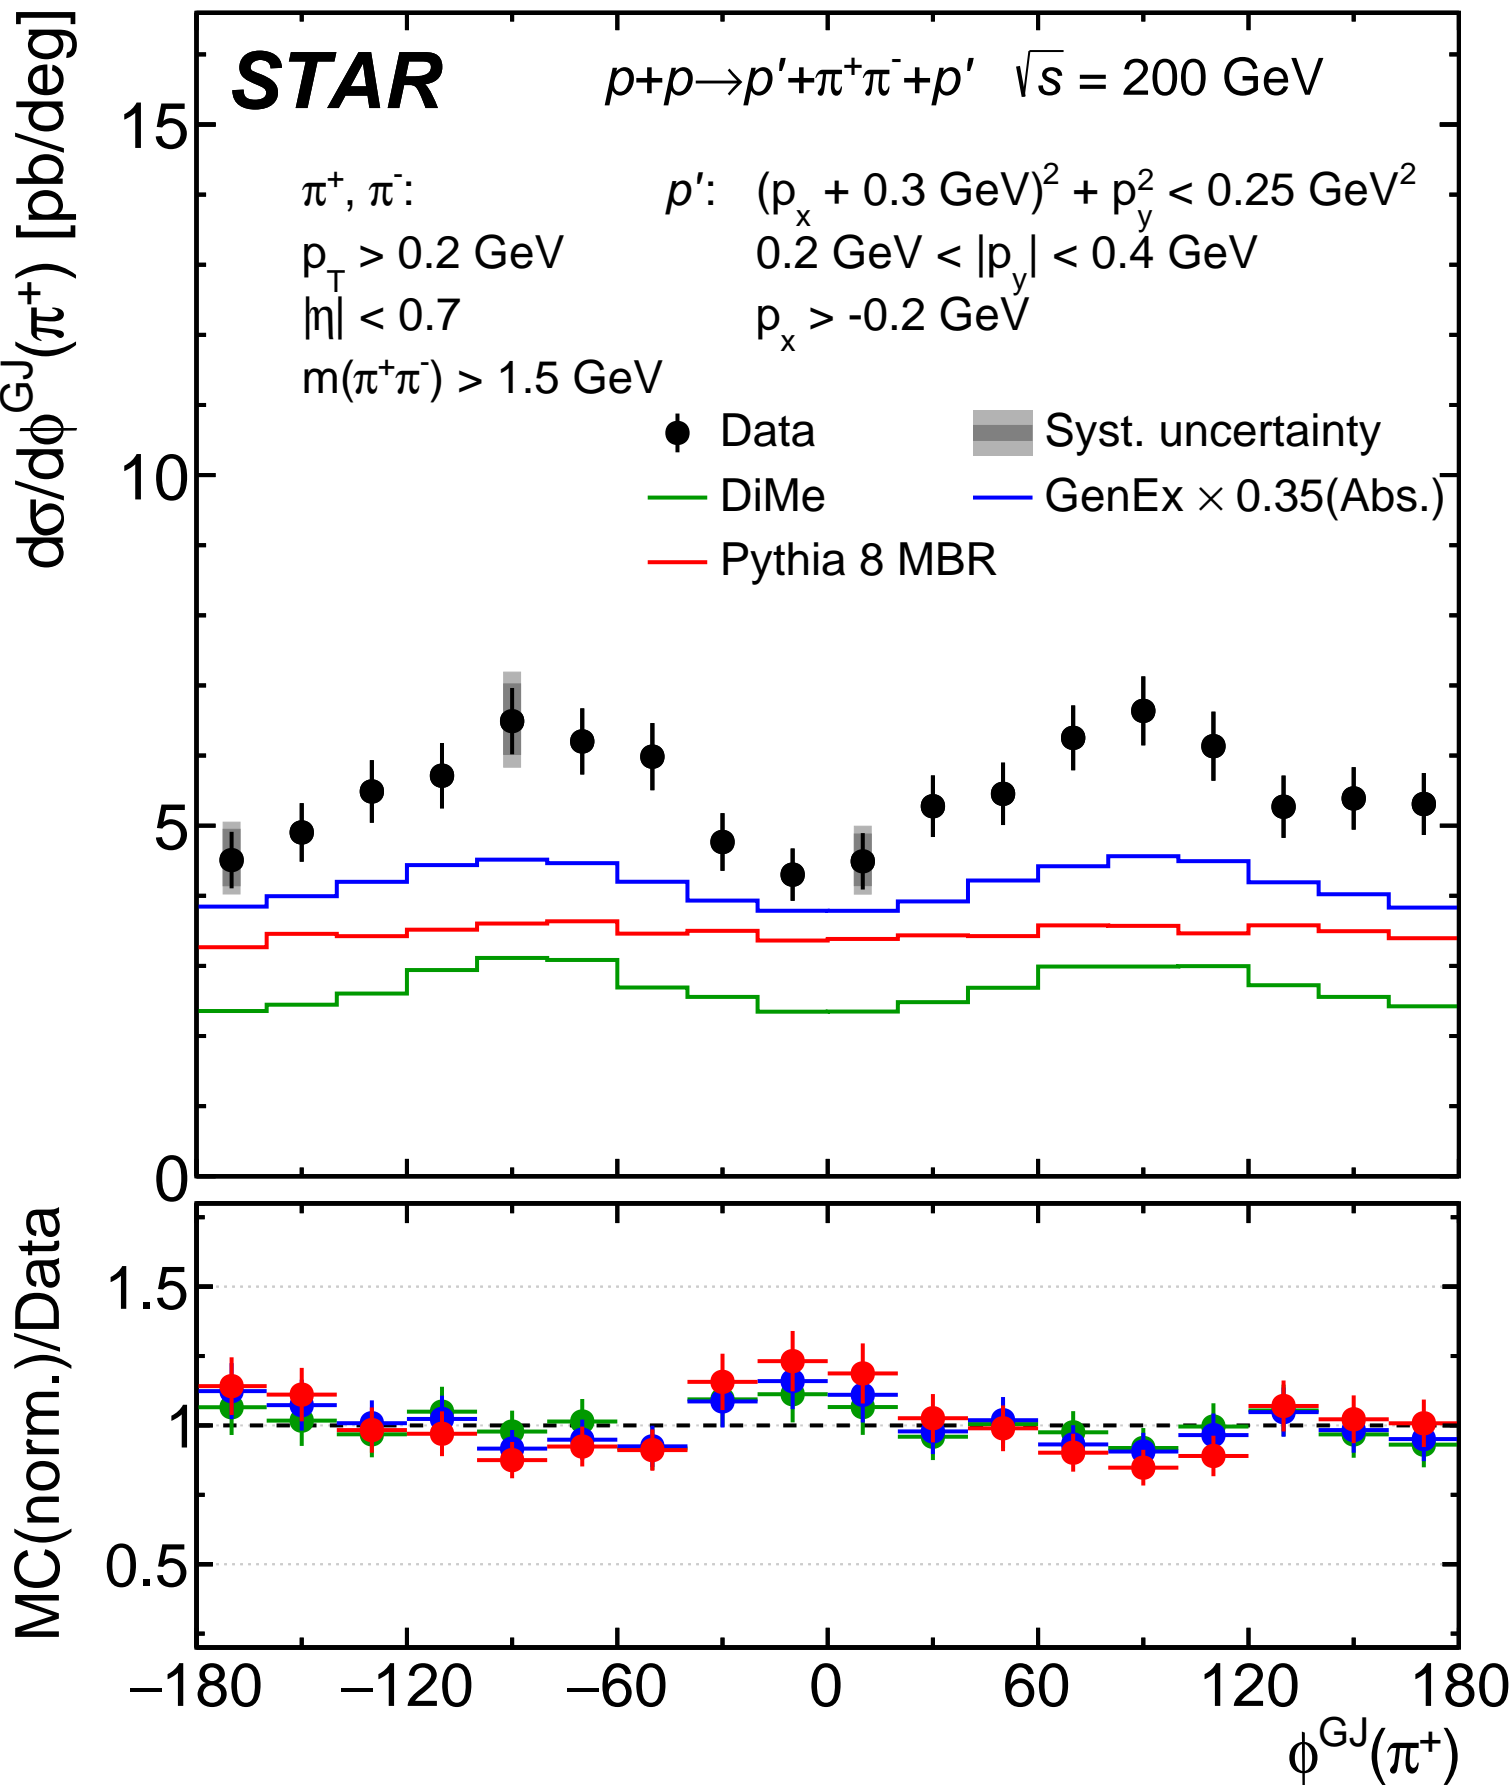 STAR p+p→p′+π⁺π⁻+p′ √s = 200 GeV
π⁺, π⁻: p′: (pₓ + 0.3 GeV)² + p_y² < 0.25 GeV²
p_T > 0.2 GeV 0.2 GeV < |p_y| < 0.4 GeV
|η| < 0.7 pₓ > -0.2 GeV
m(π⁺π⁻) > 1.5 GeV
Data Syst. uncertainty
DiMe GenEx × 0.35(Abs.)
Pythia 8 MBR
dσ/dϕ^GJ(π⁺) [pb/deg]
15
10
5
0
MC(norm.)/Data
1.5
1
0.5
−180 −120 −60 0 60 120 180
ϕ^GJ(π⁺)